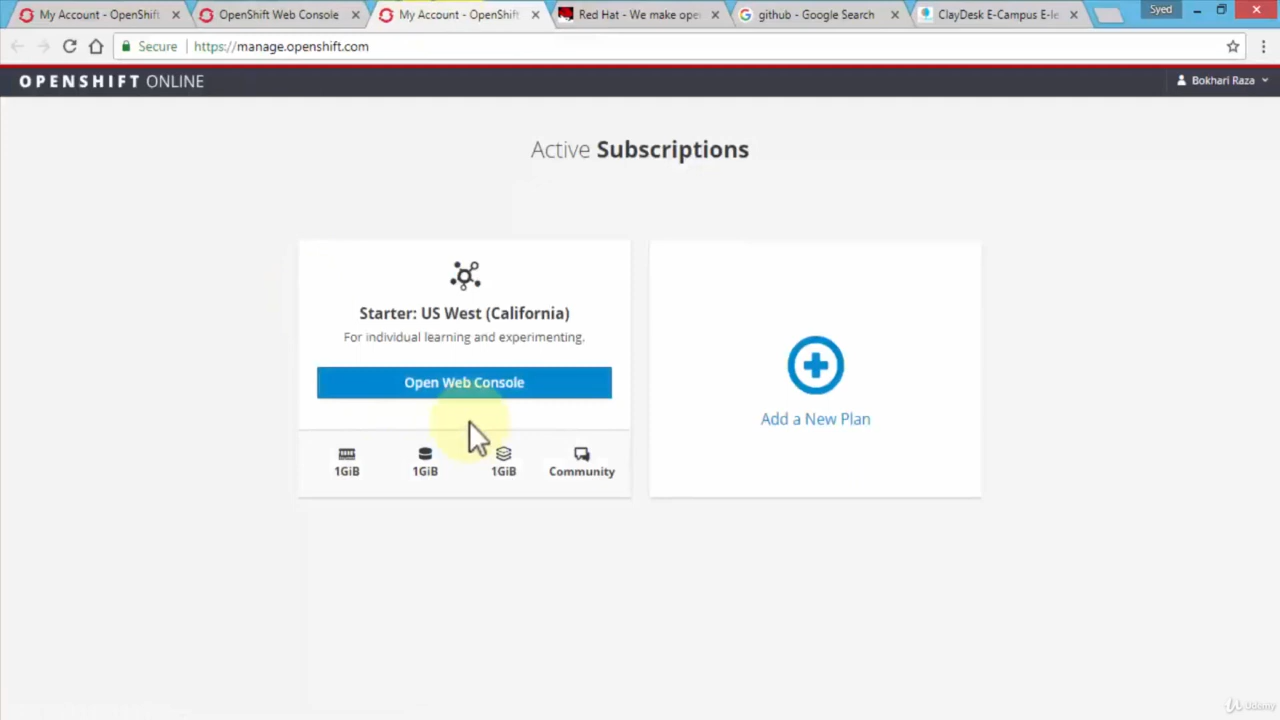 My Account - OpenShift
OpenShift Web Console
My Account - OpenShift
Red Hat - We make ope
github - Google Search
ClayDesk E-Campus E-le
Syed
Secure
https://manage.openshift.com
OPENSHIFT ONLINE
Bokhari Raza
Active Subscriptions
Starter: US West (California)
For individual learning and experimenting.
Open Web Console
Add a New Plan
1GiB
1GiB
1GiB
Community
Udemy